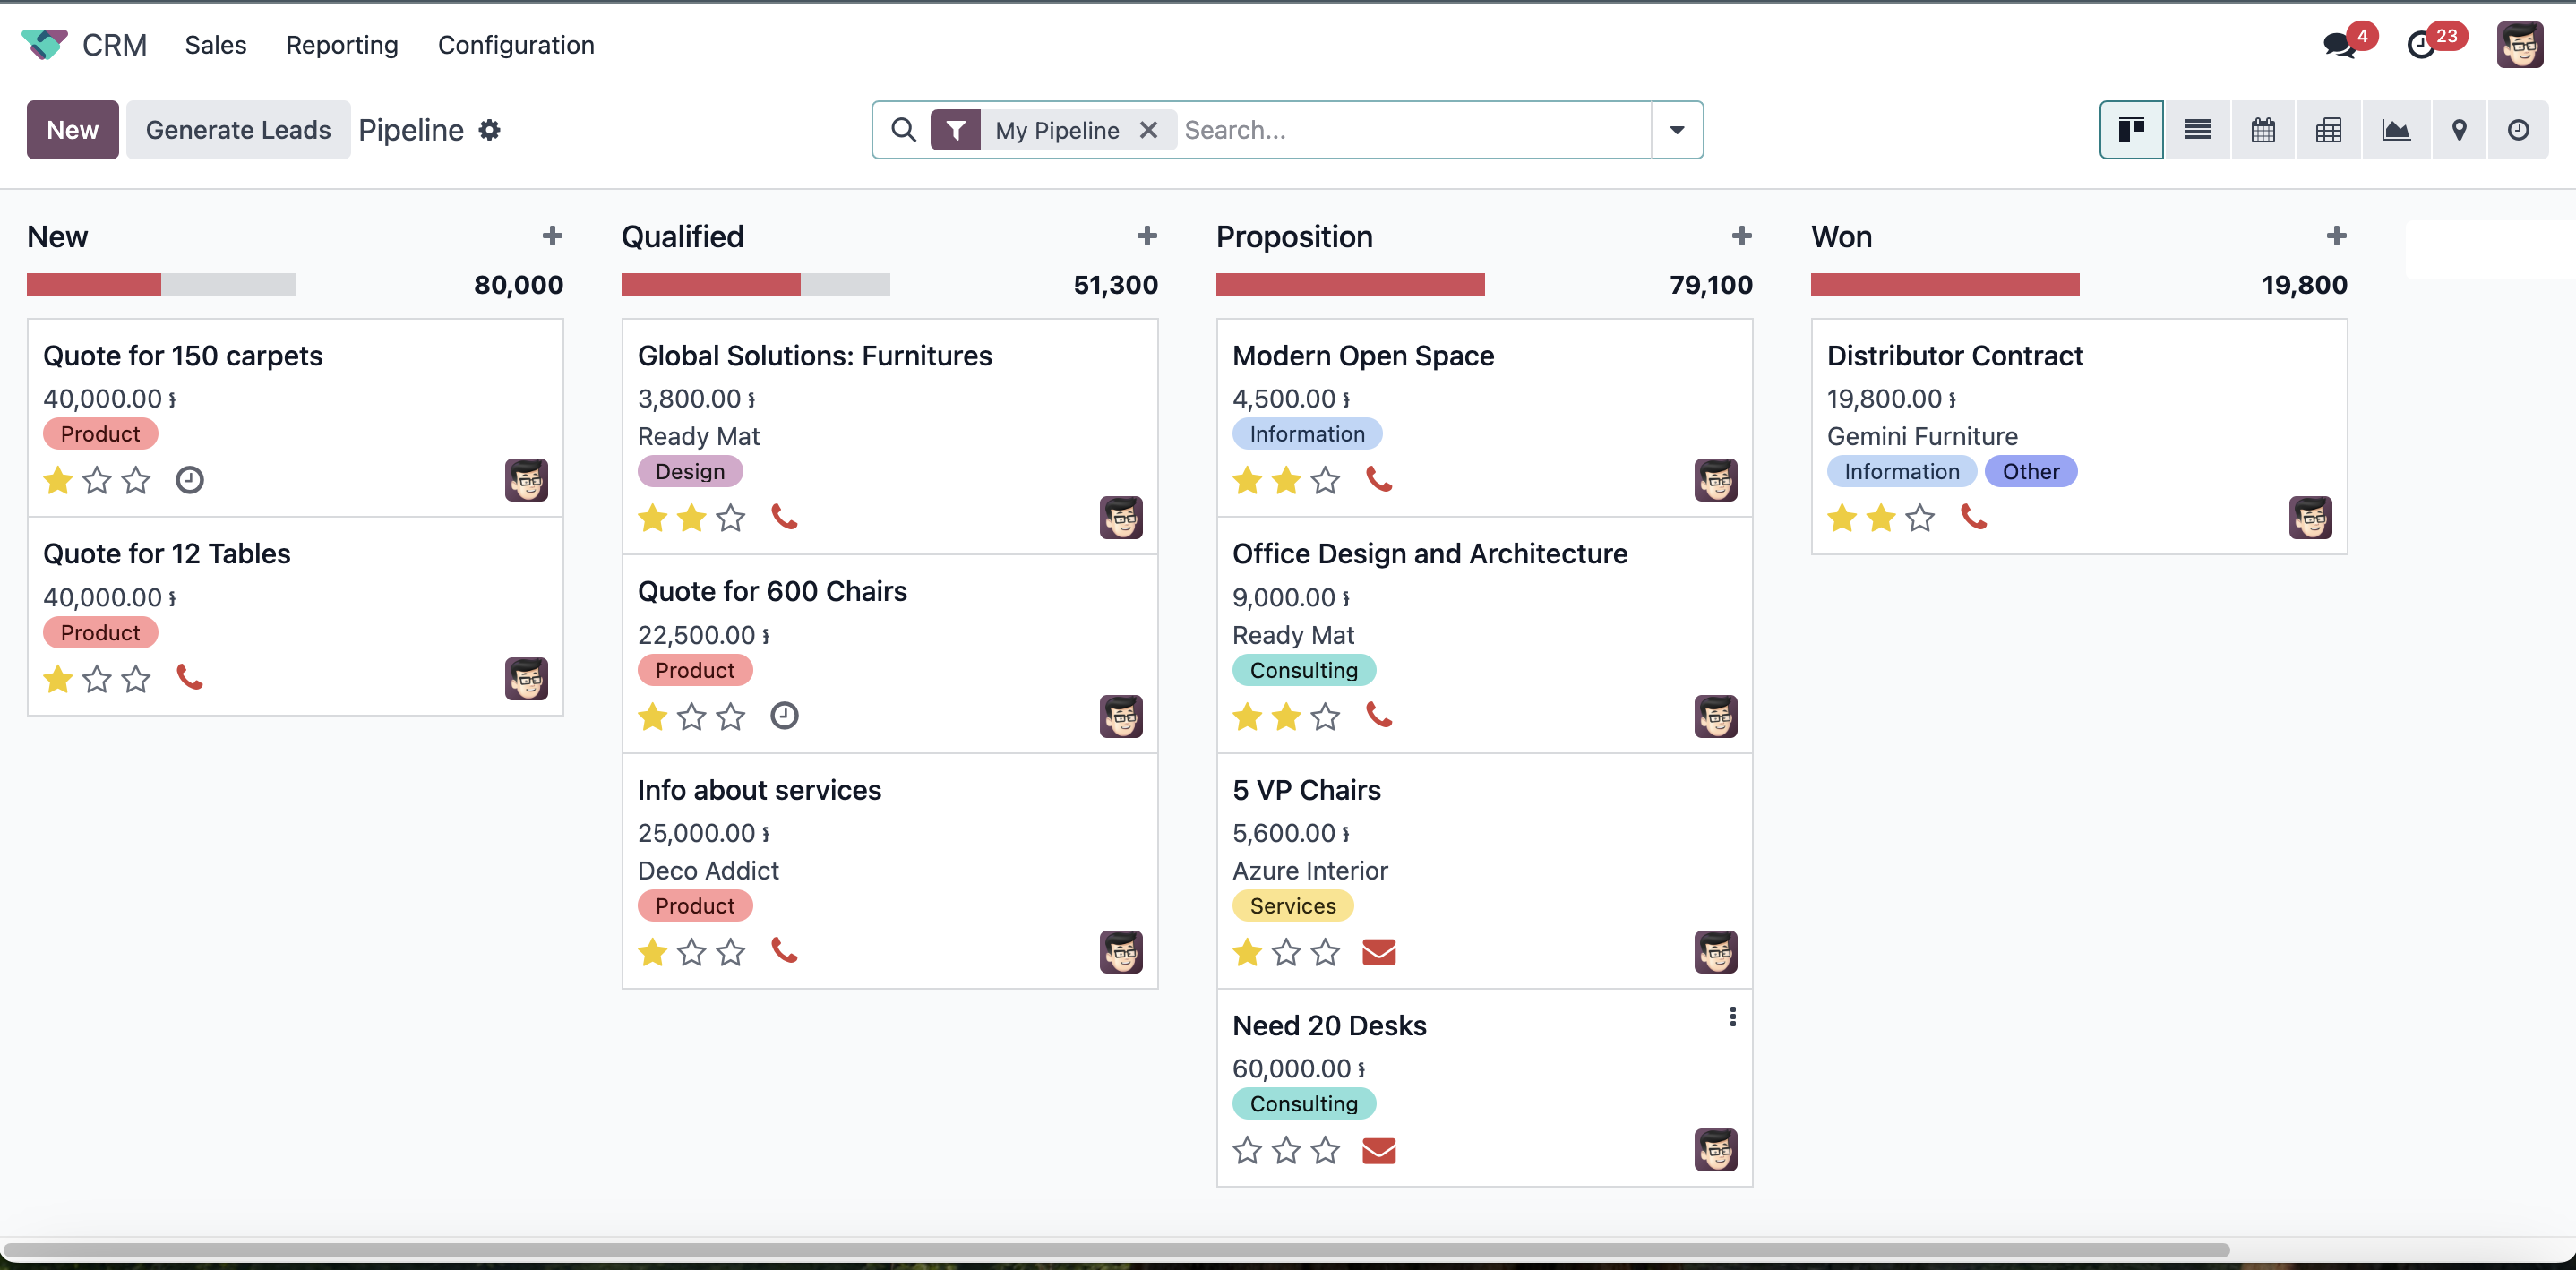 CRM Sales Reporting Configuration 4 23
New Generate Leads Pipeline My Pipeline Search...
New
80,000
Quote for 150 carpets
40,000.00
Product
Quote for 12 Tables
40,000.00
Product
Qualified
51,300
Global Solutions: Furnitures
3,800.00
Ready Mat
Design
Quote for 600 Chairs
22,500.00
Product
Info about services
25,000.00
Deco Addict
Product
Proposition
79,100
Modern Open Space
4,500.00
Information
Office Design and Architecture
9,000.00
Ready Mat
Consulting
5 VP Chairs
5,600.00
Azure Interior
Services
Need 20 Desks
60,000.00
Consulting
Won
19,800
Distributor Contract
19,800.00
Gemini Furniture
Information Other